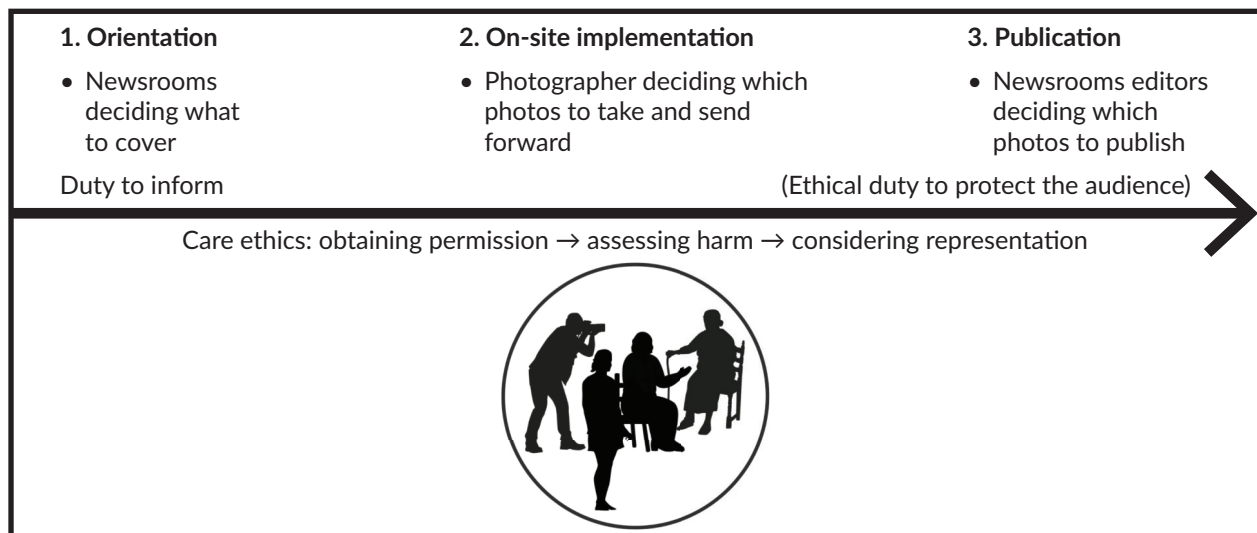 1. Orientation
• Newsrooms
deciding what
to cover
2. On-site implementation
• Photographer deciding which
photos to take and send
forward
3. Publication
• Newsrooms editors
deciding which
photos to publish
Duty to inform
(Ethical duty to protect the audience)
Care ethics: obtaining permission → assessing harm → considering representation